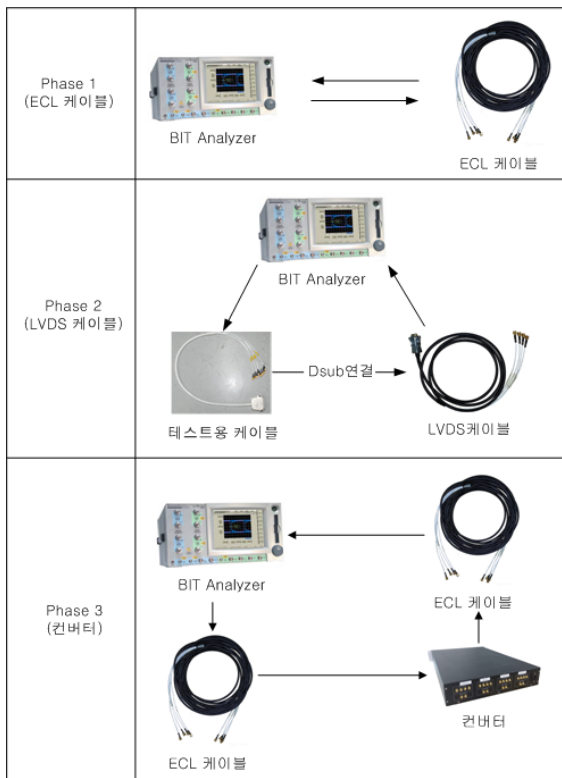 Phase 1
(ECL 케이블)
BIT Analyzer
ECL 케이블
Phase 2
(LVDS 케이블)
BIT Analyzer
Dsub연결
테스트용 케이블
LVDS케이블
Phase 3
(컨버터)
BIT Analyzer
ECL 케이블
컨버터
ECL 케이블